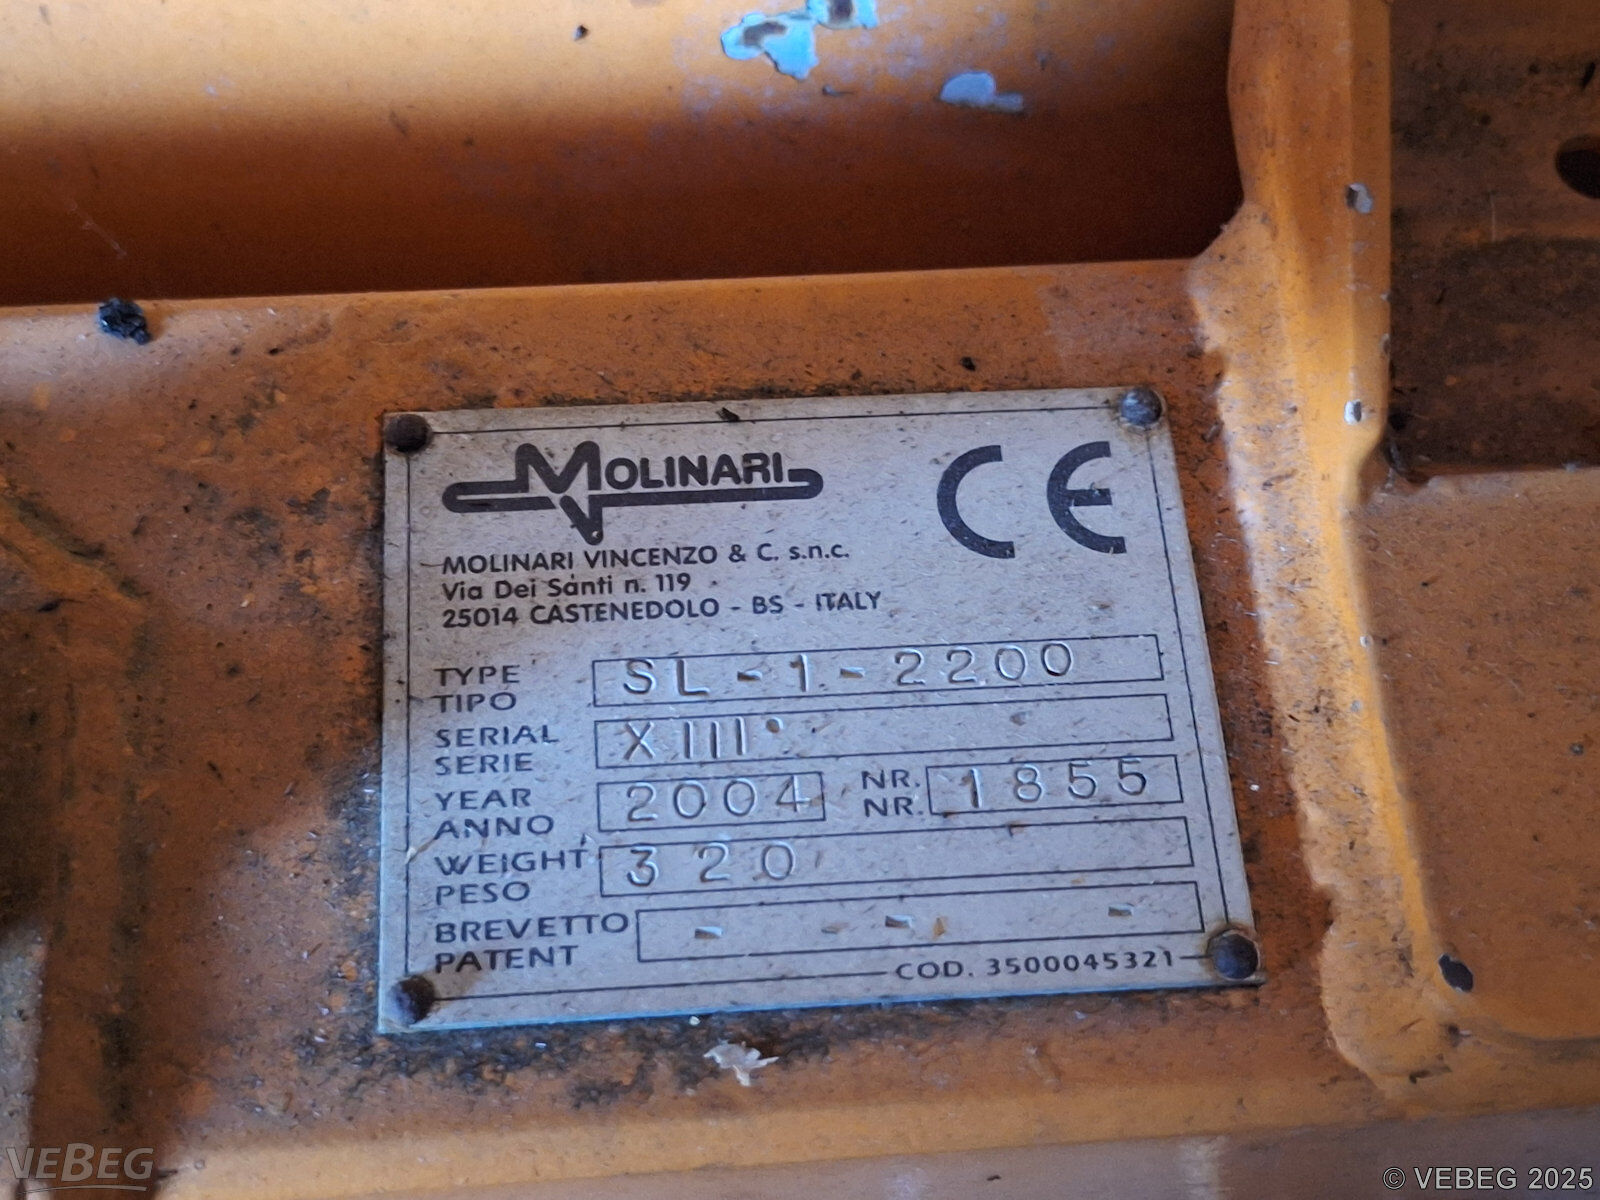 MOLINARI
CE
MOLINARI VINCENZO & C. s.n.c.
Via Dei Santi n. 119
25014 CASTENEDOLO - BS - ITALY
TYPE
TIPO
SL-1-2200
SERIAL
SERIE
XIII°
YEAR
ANNO
2004
NR.
NR.
1855
WEIGHT
PESO
320
BREVETTO
PATENT
- - - -
COD. 3500045321
VEBEG
© VEBEG 2025